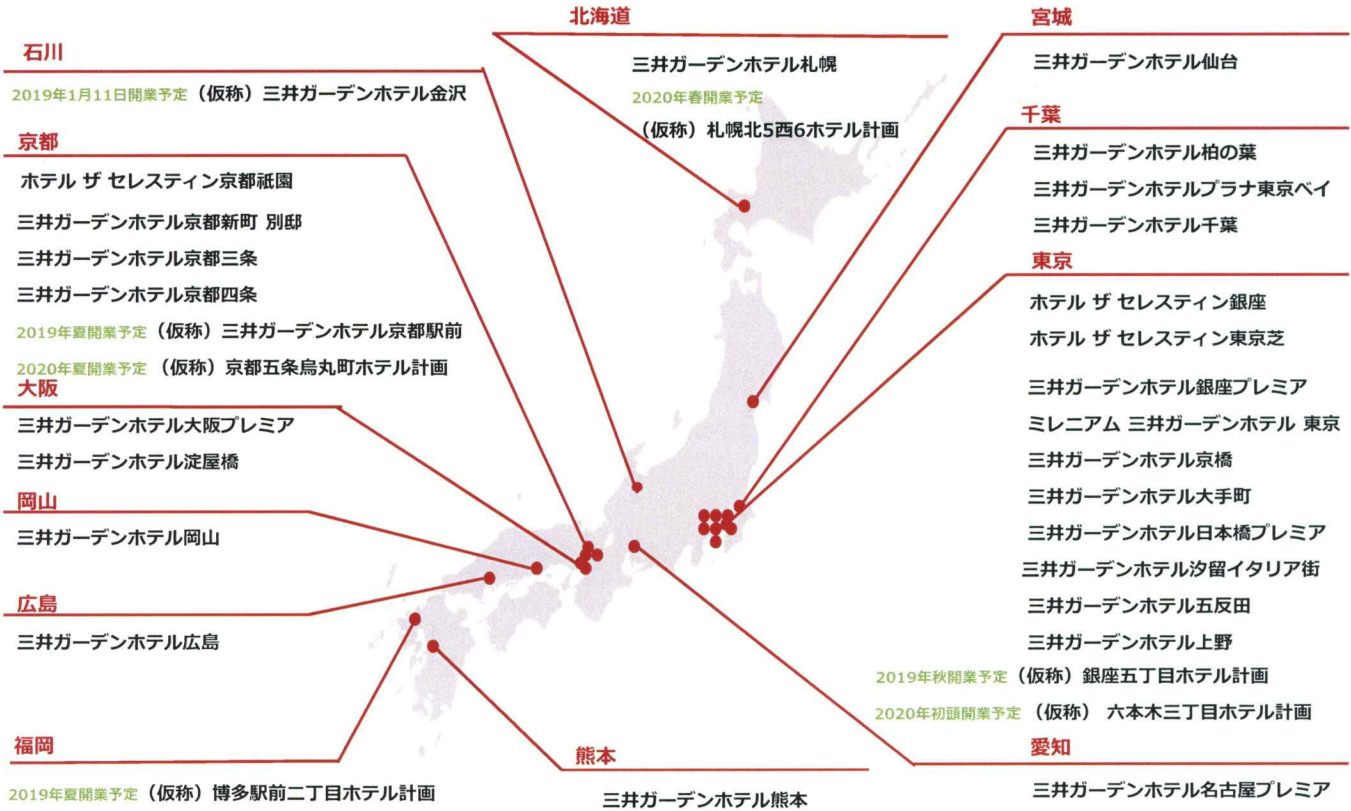 北海道
三井ガーデンホテル札幌
2020年春開業予定
（仮称）札幌北5西6ホテル計画
石川
2019年1月11日開業予定 （仮称）三井ガーデンホテル金沢
京都
ホテル ザ セレスティン京都祇園
三井ガーデンホテル京都新町 別邸
三井ガーデンホテル京都三条
三井ガーデンホテル京都四条
2019年夏開業予定 （仮称）三井ガーデンホテル京都駅前
2020年夏開業予定 （仮称）京都五条烏丸町ホテル計画
大阪
三井ガーデンホテル大阪プレミア
三井ガーデンホテル淀屋橋
岡山
三井ガーデンホテル岡山
広島
三井ガーデンホテル広島
福岡
2019年夏開業予定 （仮称）博多駅前二丁目ホテル計画
熊本
三井ガーデンホテル熊本
宮城
三井ガーデンホテル仙台
千葉
三井ガーデンホテル柏の葉
三井ガーデンホテルプラナ東京ベイ
三井ガーデンホテル千葉
東京
ホテル ザ セレスティン銀座
ホテル ザ セレスティン東京芝
三井ガーデンホテル銀座プレミア
ミレニアム 三井ガーデンホテル 東京
三井ガーデンホテル京橋
三井ガーデンホテル大手町
三井ガーデンホテル日本橋プレミア
三井ガーデンホテル汐留イタリア街
三井ガーデンホテル五反田
三井ガーデンホテル上野
2019年秋開業予定 （仮称）銀座五丁目ホテル計画
2020年初頭開業予定 （仮称） 六本木三丁目ホテル計画
愛知
三井ガーデンホテル名古屋プレミア